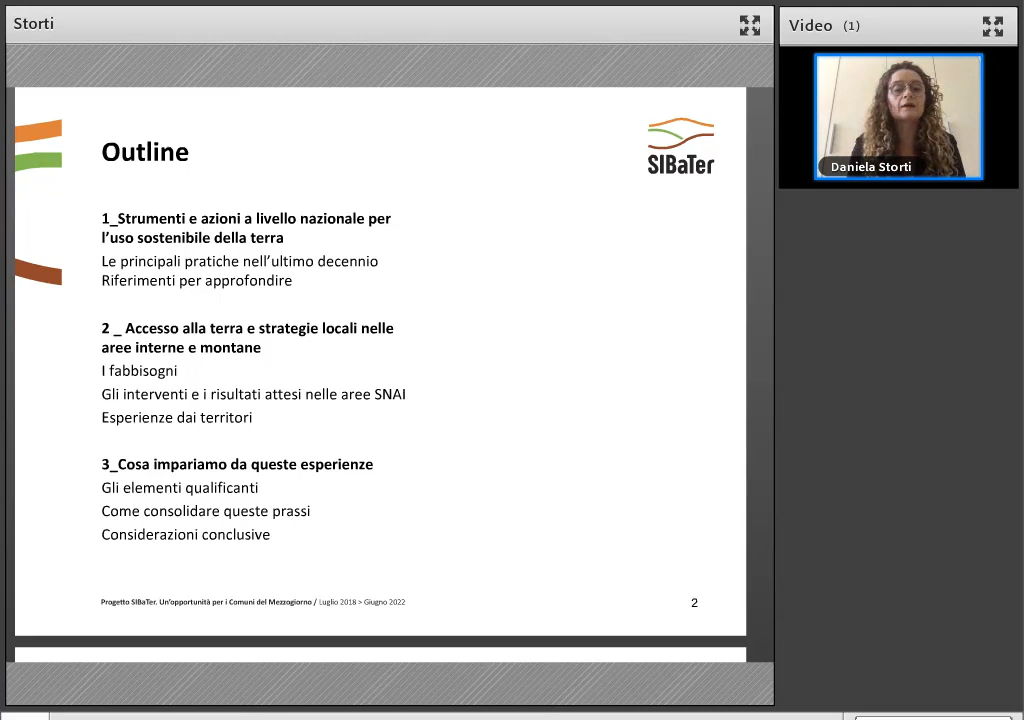 Storti
Video (1)
Daniela Storti
SIBaTer
Outline
1_Strumenti e azioni a livello nazionale per
l’uso sostenibile della terra
Le principali pratiche nell’ultimo decennio
Riferimenti per approfondire
2 _ Accesso alla terra e strategie locali nelle
aree interne e montane
I fabbisogni
Gli interventi e i risultati attesi nelle aree SNAI
Esperienze dai territori
3_Cosa impariamo da queste esperienze
Gli elementi qualificanti
Come consolidare queste prassi
Considerazioni conclusive
Progetto SIBaTer. Un’opportunità per i Comuni del Mezzogiorno / Luglio 2018 > Giugno 2022
2